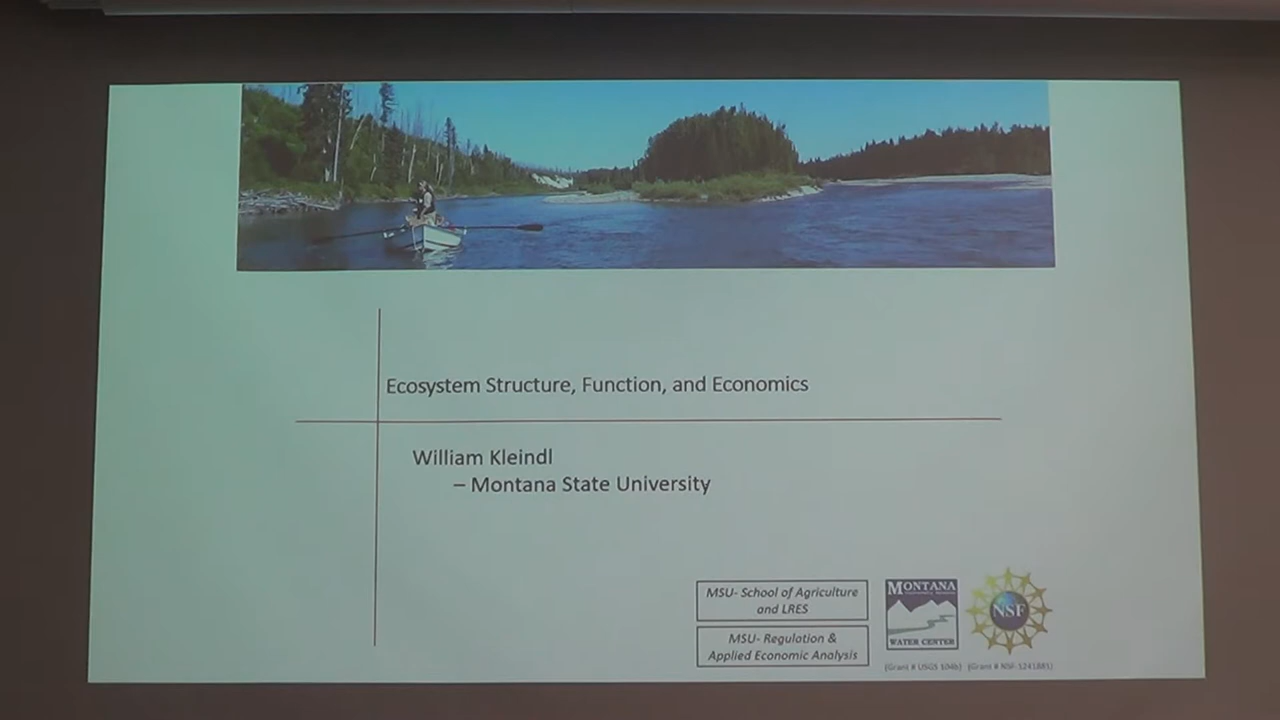 Ecosystem Structure, Function, and Economics
William Kleindl
– Montana State University
MSU- School of Agriculture
and LRES
MSU- Regulation &
Applied Economic Analysis
MONTANA
WATER CENTER
NSF
(Grant # USGS 104b) (Grant # NSF-1241881)